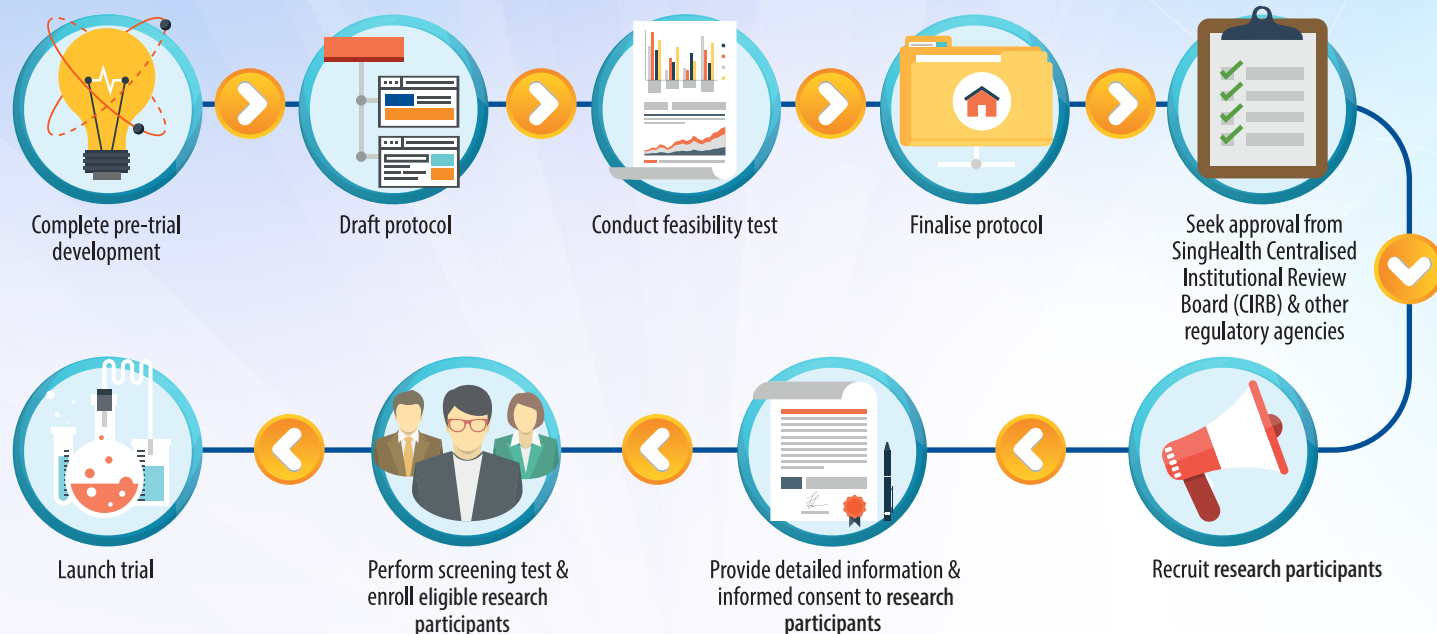 Complete pre-trial
development
Draft protocol
Conduct feasibility test
Finalise protocol
Seek approval from
SingHealth Centralised
Institutional Review
Board (CIRB) & other
regulatory agencies
Recruit research participants
Provide detailed information &
informed consent to research
participants
Perform screening test &
enroll eligible research
participants
Launch trial